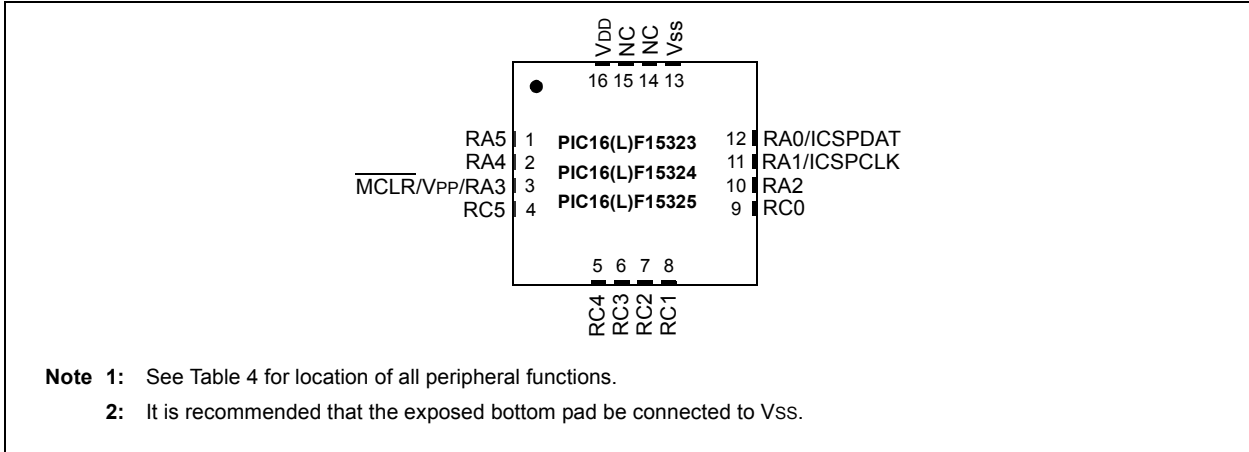 VDD NC NC Vss
16 15 14 13
RA5 1 PIC16(L)F15323 12 RA0/ICSPDAT
RA4 2 PIC16(L)F15324 11 RA1/ICSPCLK
MCLR/VPP/RA3 3 PIC16(L)F15325 10 RA2
RC5 4 9 RC0
5 6 7 8
RC4 RC3 RC2 RC1
Note 1: See Table 4 for location of all peripheral functions.
2: It is recommended that the exposed bottom pad be connected to VSS.